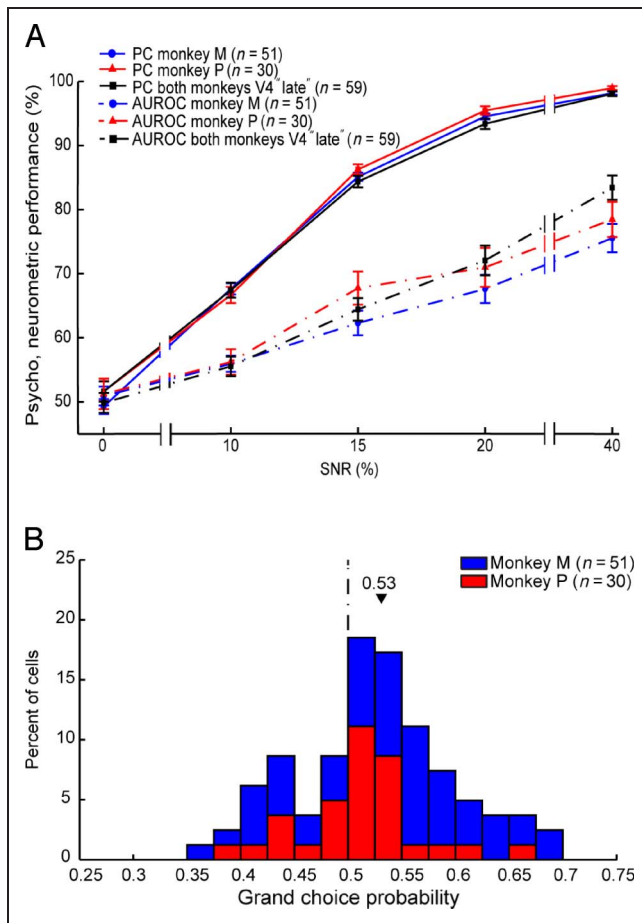 A
PC monkey M (n = 51)
PC monkey P (n = 30)
PC both monkeys V4 "late" (n = 59)
AUROC monkey M (n = 51)
AUROC monkey P (n = 30)
AUROC both monkeys V4 "late" (n = 59)
Psycho, neurometric performance (%)
100
90
80
70
60
50
0
10
15
20
40
SNR (%)
B
Monkey M (n = 51)
Monkey P (n = 30)
0.53
Percent of cells
25
20
15
10
5
0
0.25
0.3
0.35
0.4
0.45
0.5
0.55
0.6
0.65
0.7
0.75
Grand choice probability